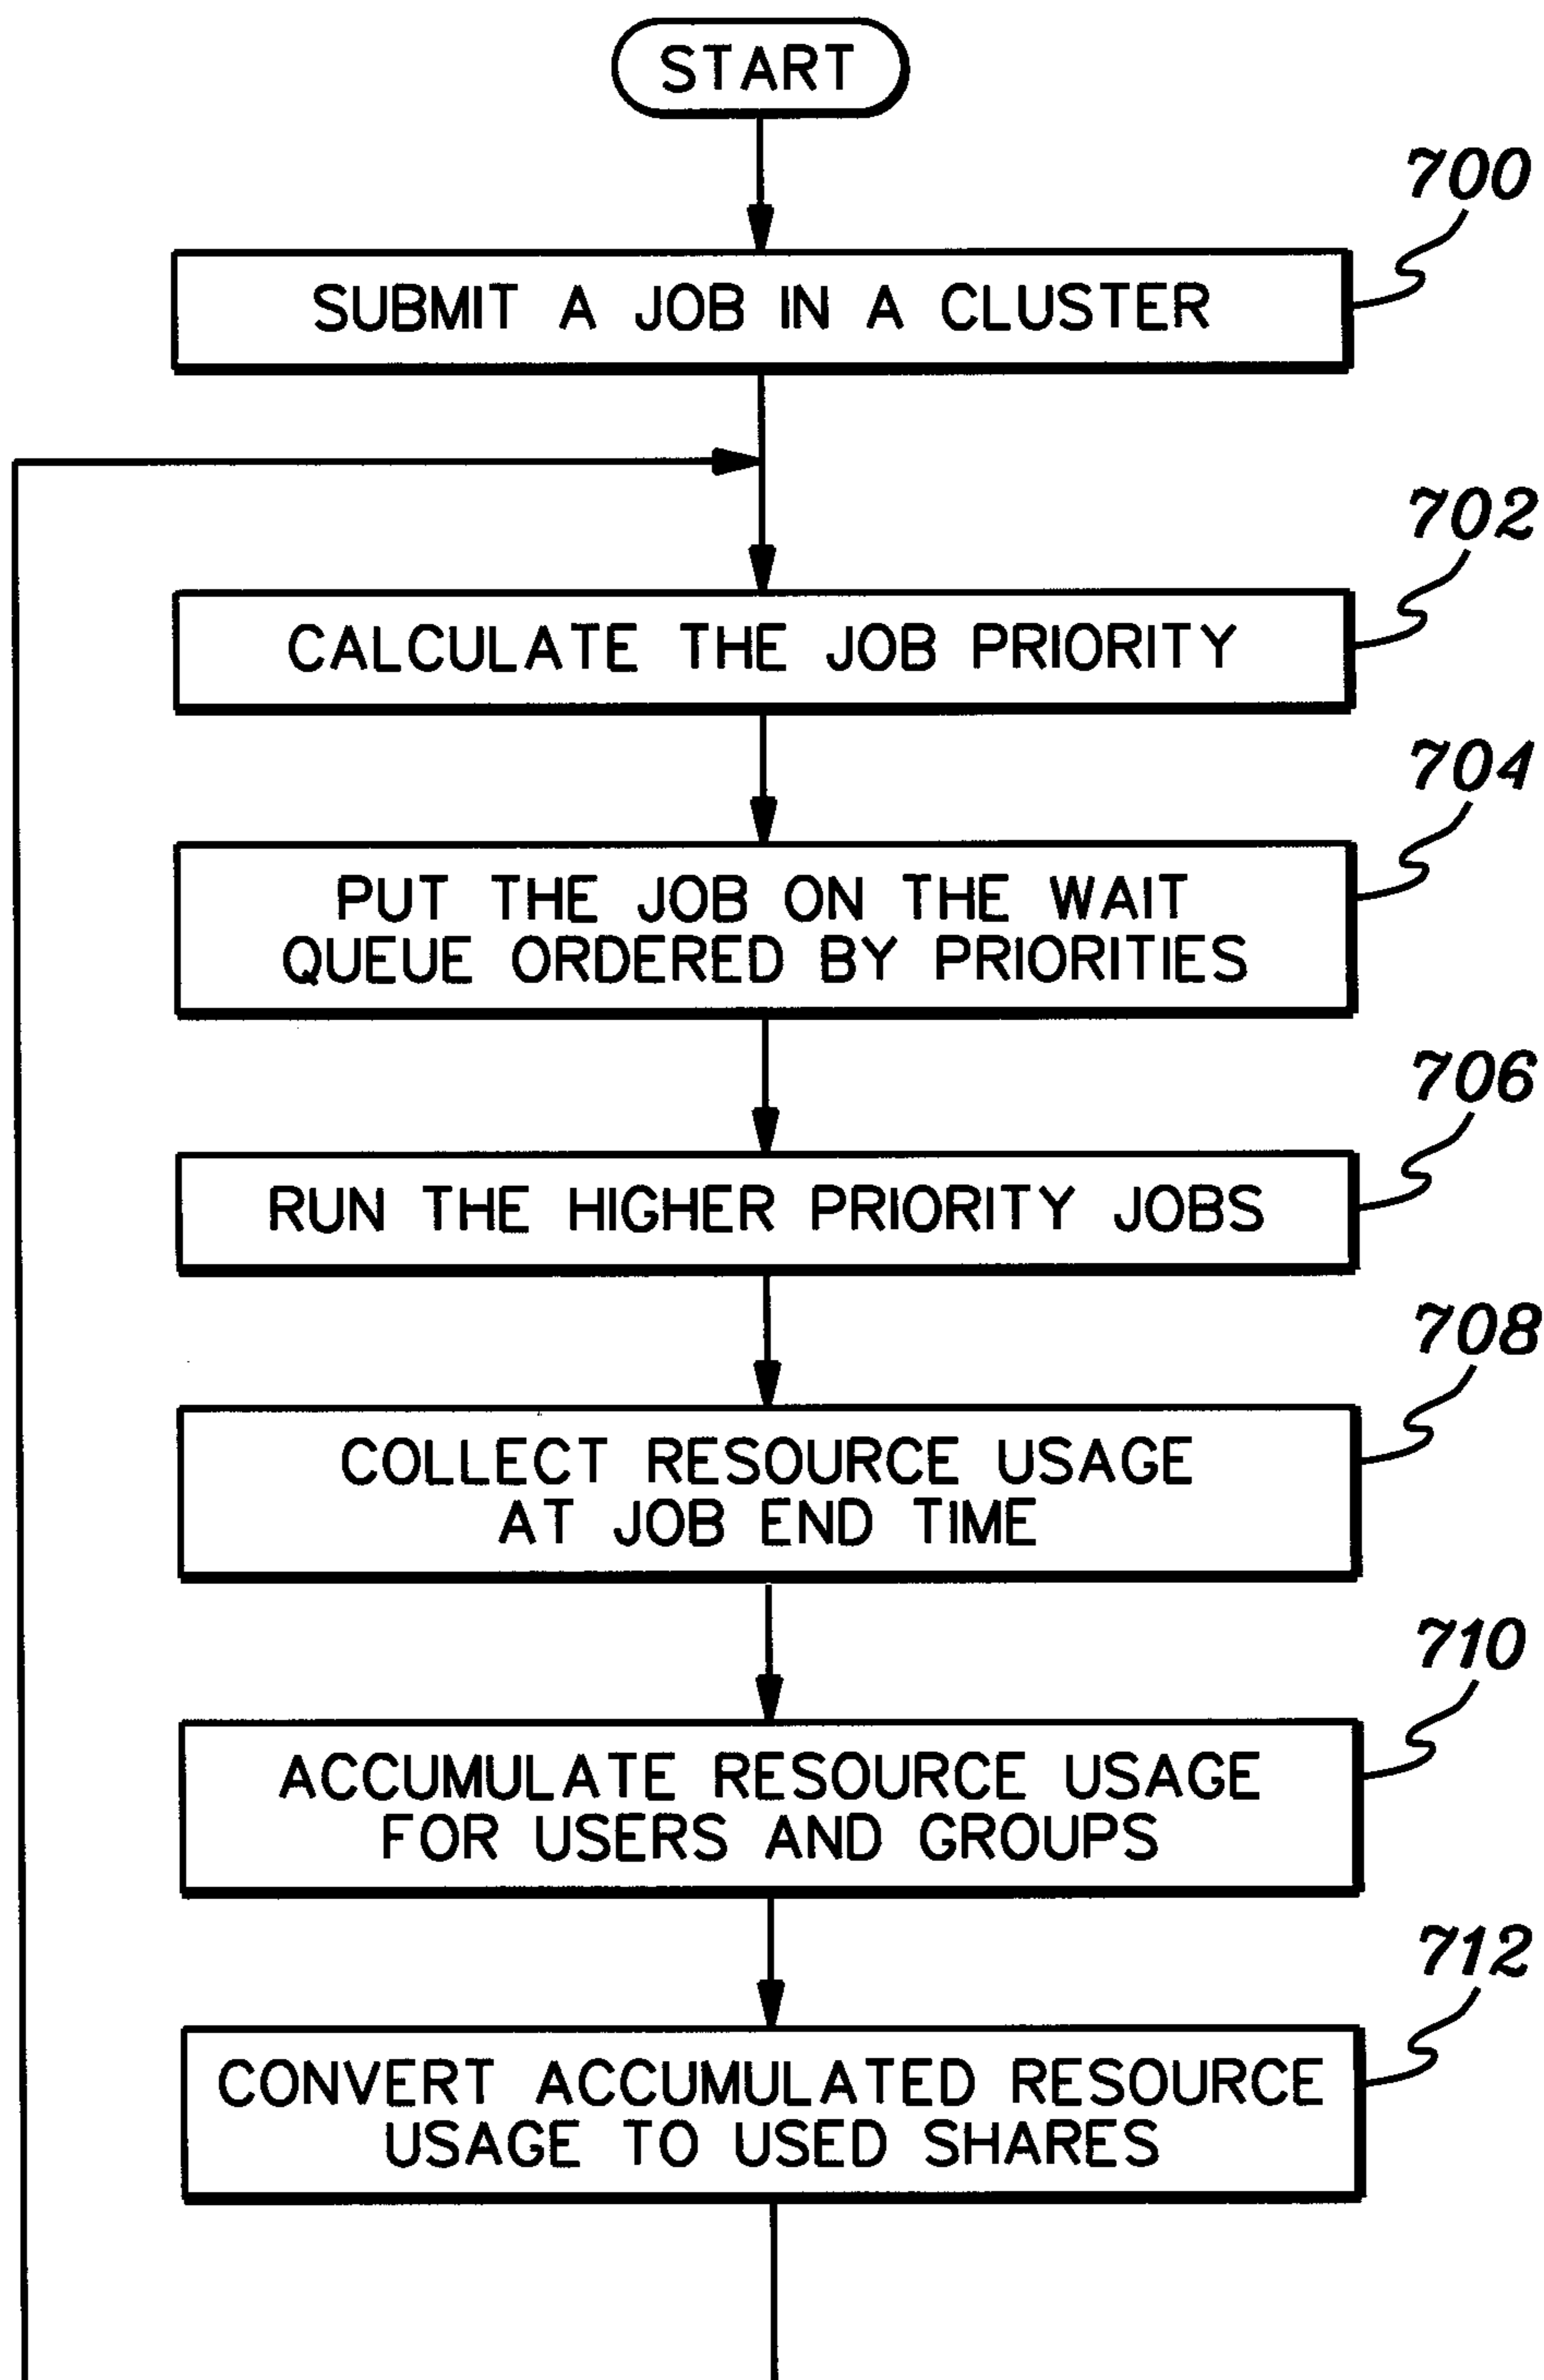 START
700
SUBMIT A JOB IN A CLUSTER
702
CALCULATE THE JOB PRIORITY
704
PUT THE JOB ON THE WAIT
QUEUE ORDERED BY PRIORITIES
706
RUN THE HIGHER PRIORITY JOBS
708
COLLECT RESOURCE USAGE
AT JOB END TIME
710
ACCUMULATE RESOURCE USAGE
FOR USERS AND GROUPS
712
CONVERT ACCUMULATED RESOURCE
USAGE TO USED SHARES